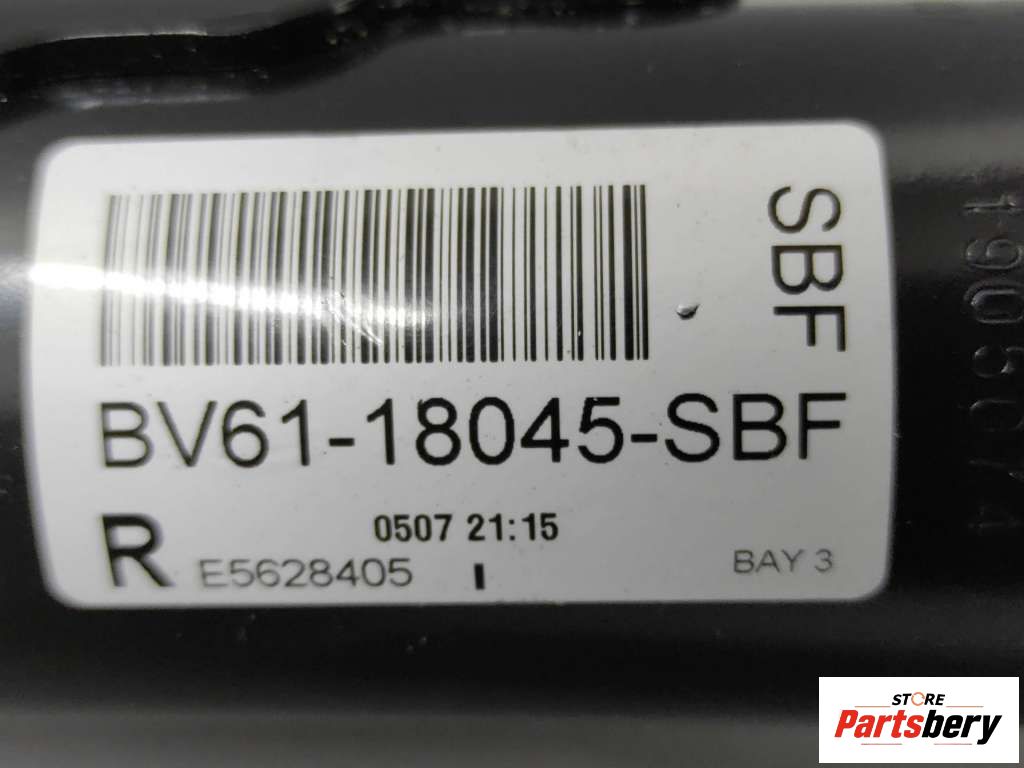 SBF
BV61-18045-SBF
R
0507 21:15
E5628405
BAY 3
STORE
Partsbery